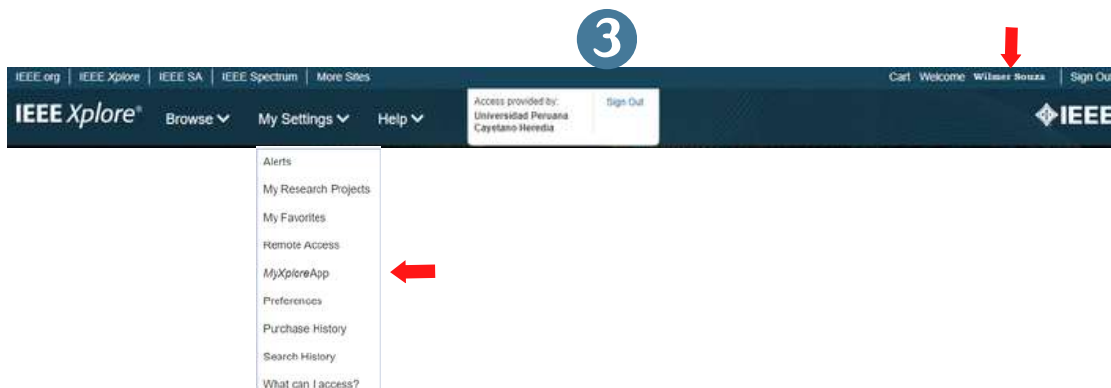 3
IEEE.org | IEEE Xplore | IEEE SA | IEEE Spectrum | More Sites
Cart Welcome Wilmer Souza | Sign Ou
IEEE Xplore®
Browse
My Settings
Help
Access provided by:
Universidad Peruana
Cayetano Heredia
Sign Out
IEEE
Alerts
My Research Projects
My Favorites
Remote Access
MyXploreApp
Preferences
Purchase History
Search History
What can I access?